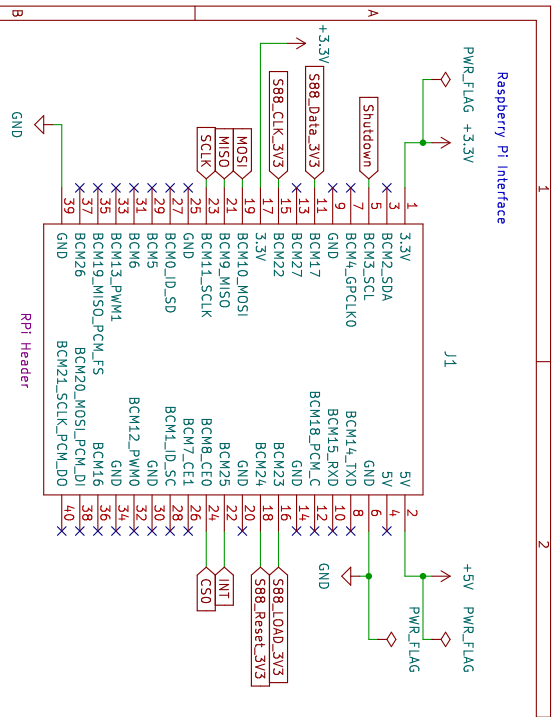 1
2
A
B
Raspberry Pi Interface
PWR_FLAG
+3.3V
+3.3V
Shutdown
S88_Data_3V3
S88_CLK_3V3
MOSI
MISO
SCLK
GND
J1
1 3.3V
3 BCM2_SDA
5 BCM3_SCL
7 BCM4_GPCLK0
9 GND
11 BCM17
13 BCM27
15 BCM22
17 3.3V
19 BCM10_MOSI
21 BCM9_MISO
23 BCM11_SCLK
25 GND
27 BCM0_ID_SD
29 BCM5
31 BCM6
33 BCM13_PWM1
35 BCM19_MISO_PCM_FS
37 BCM26
39 GND
5V 2
5V 4
GND 6
BCM14_TXD 8
BCM15_RXD 10
BCM18_PCM_C 12
GND 14
BCM23 16
BCM24 18
GND 20
BCM25 22
BCM8_CE0 24
BCM7_CE1 26
BCM1_ID_SC 28
GND 30
BCM12_PWM0 32
GND 34
BCM16 36
BCM20_MOSI_PCM_DI 38
BCM21_SCLK_PCM_DO 40
RPi Header
+5V
PWR_FLAG
PWR_FLAG
GND
S88_LOAD_3V3
S88_Reset_3V3
INT
CS0